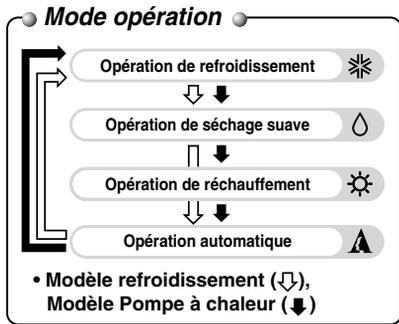 Mode opération
Opération de refroidissement
Opération de séchage suave
Opération de réchauffement
Opération automatique
• Modèle refroidissement (⇩),
Modèle Pompe à chaleur (⬇)